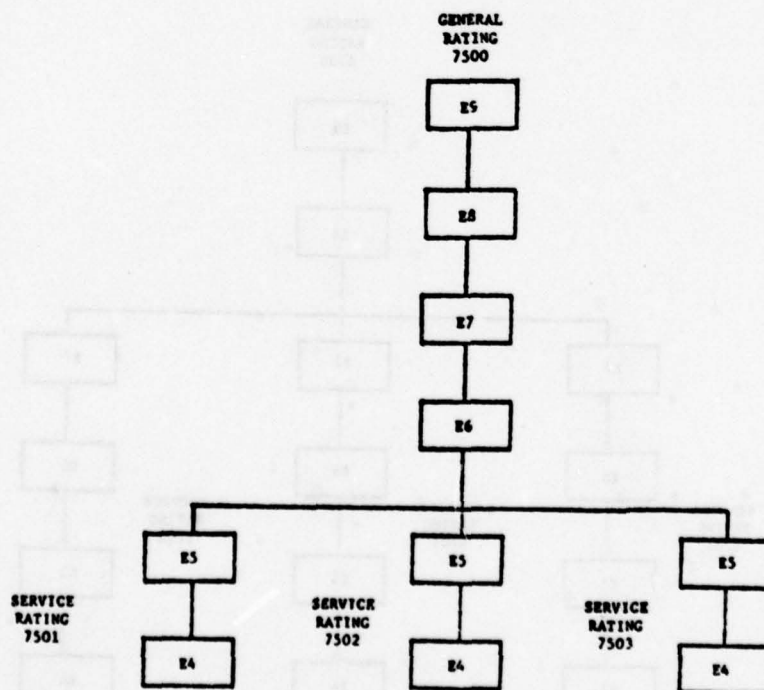 GENERAL
RATING
7500
E9
E8
E7
E6
E5
E5
E5
SERVICE
RATING
7501
SERVICE
RATING
7502
SERVICE
RATING
7503
E4
E4
E4